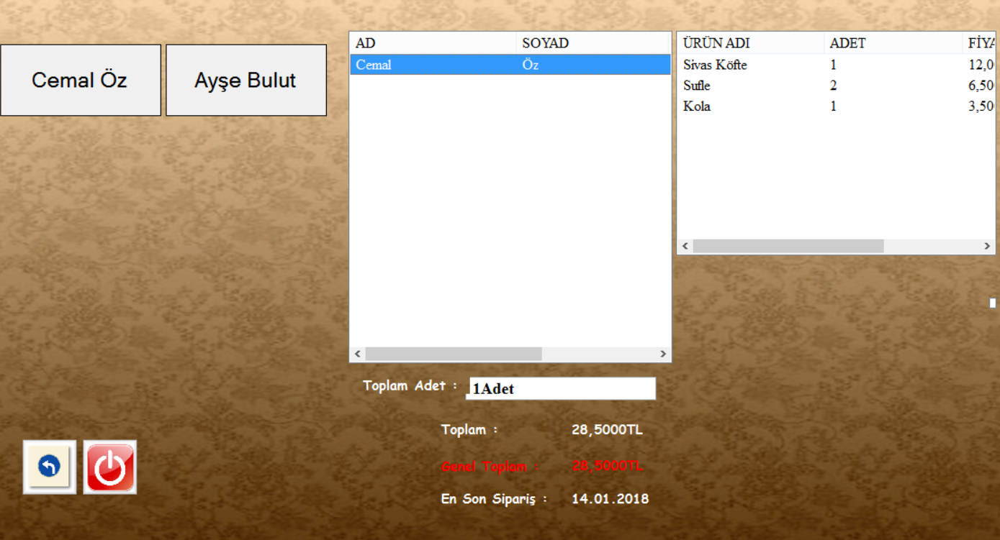 Cemal Öz
Ayşe Bulut
AD SOYAD
Cemal Öz
ÜRÜN ADI ADET
Sivas Köfte 1 12,0
Sufle 2 6,50
Kola 1 3,50
Toplam Adet : 1Adet
Toplam : 28,5000TL
Genel Toplam : 28,5000TL
En Son Sipariş : 14.01.2018